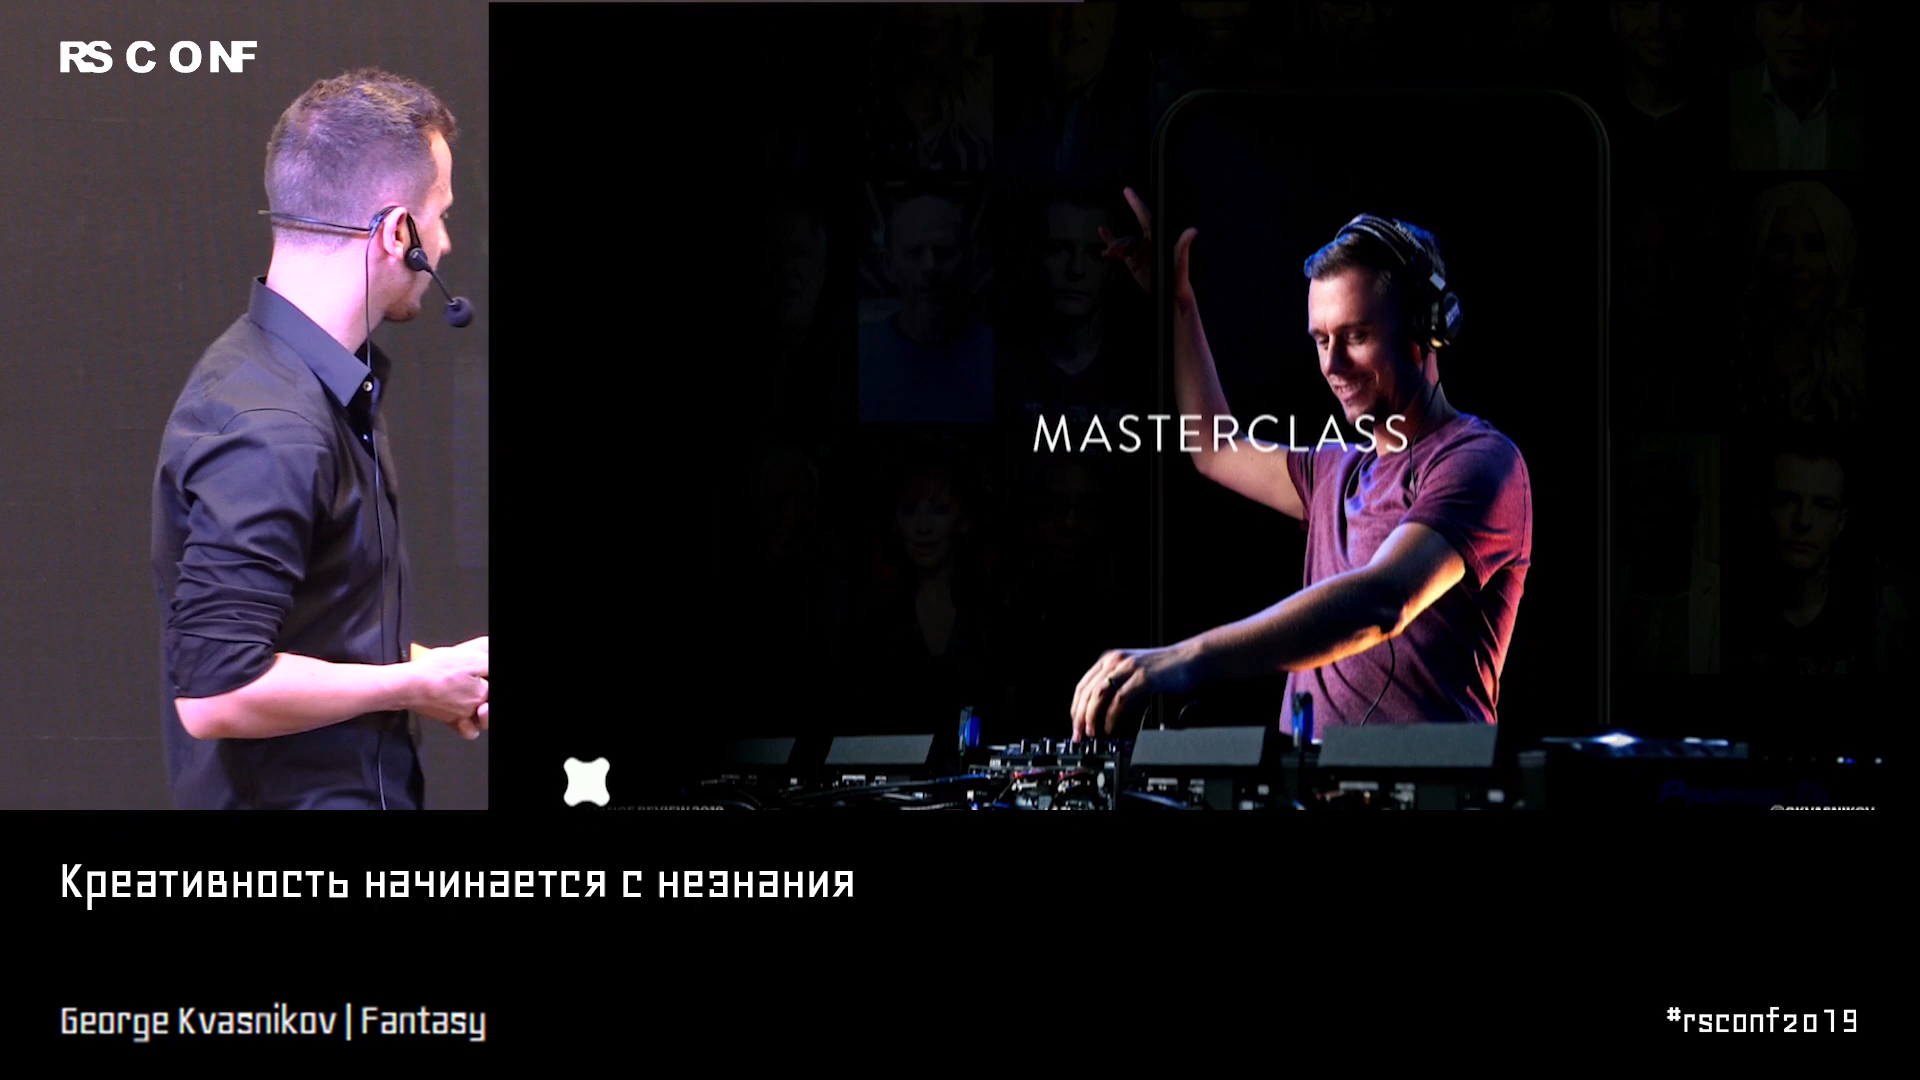 RS CONF
MASTERCLASS
Креативность начинается с незнания
George Kvasnikov | Fantasy
#rsconf2019